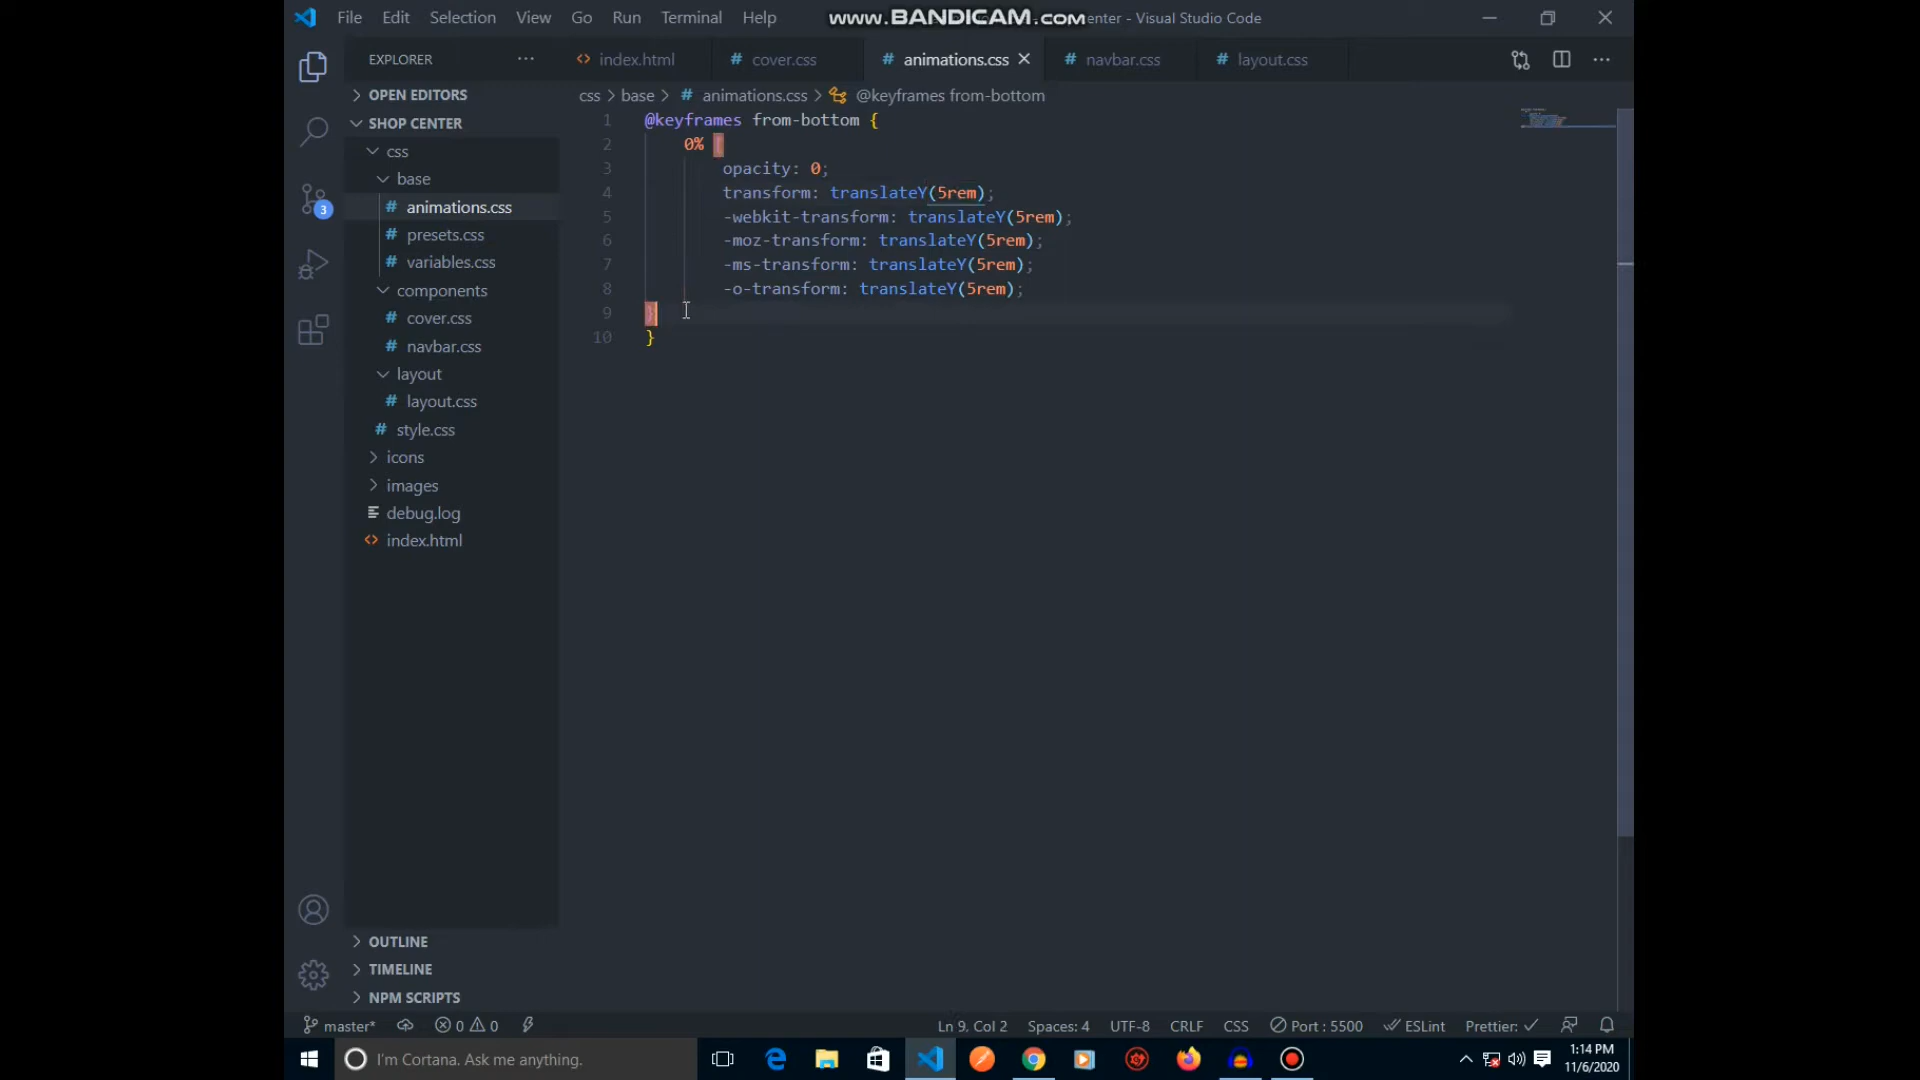 File Edit Selection View Go Run Terminal Help
www.BANDICAM.com
enter - Visual Studio Code
EXPLORER
index.html
cover.css
animations.css
navbar.css
layout.css
OPEN EDITORS
css > base > # animations.css > @keyframes from-bottom
SHOP CENTER
css
base
animations.css
presets.css
variables.css
components
cover.css
navbar.css
layout
layout.css
style.css
icons
images
debug.log
index.html
1 @keyframes from-bottom {
2 0% {
3 opacity: 0;
4 transform: translateY(5rem);
5 -webkit-transform: translateY(5rem);
6 -moz-transform: translateY(5rem);
7 -ms-transform: translateY(5rem);
8 -o-transform: translateY(5rem);
9 }
10 }
3
OUTLINE
TIMELINE
NPM SCRIPTS
master* 0 0 Ln 9, Col 2 Spaces: 4 UTF-8 CRLF CSS Port : 5500 ESLint Prettier:
I'm Cortana. Ask me anything.
1:14 PM
11/6/2020